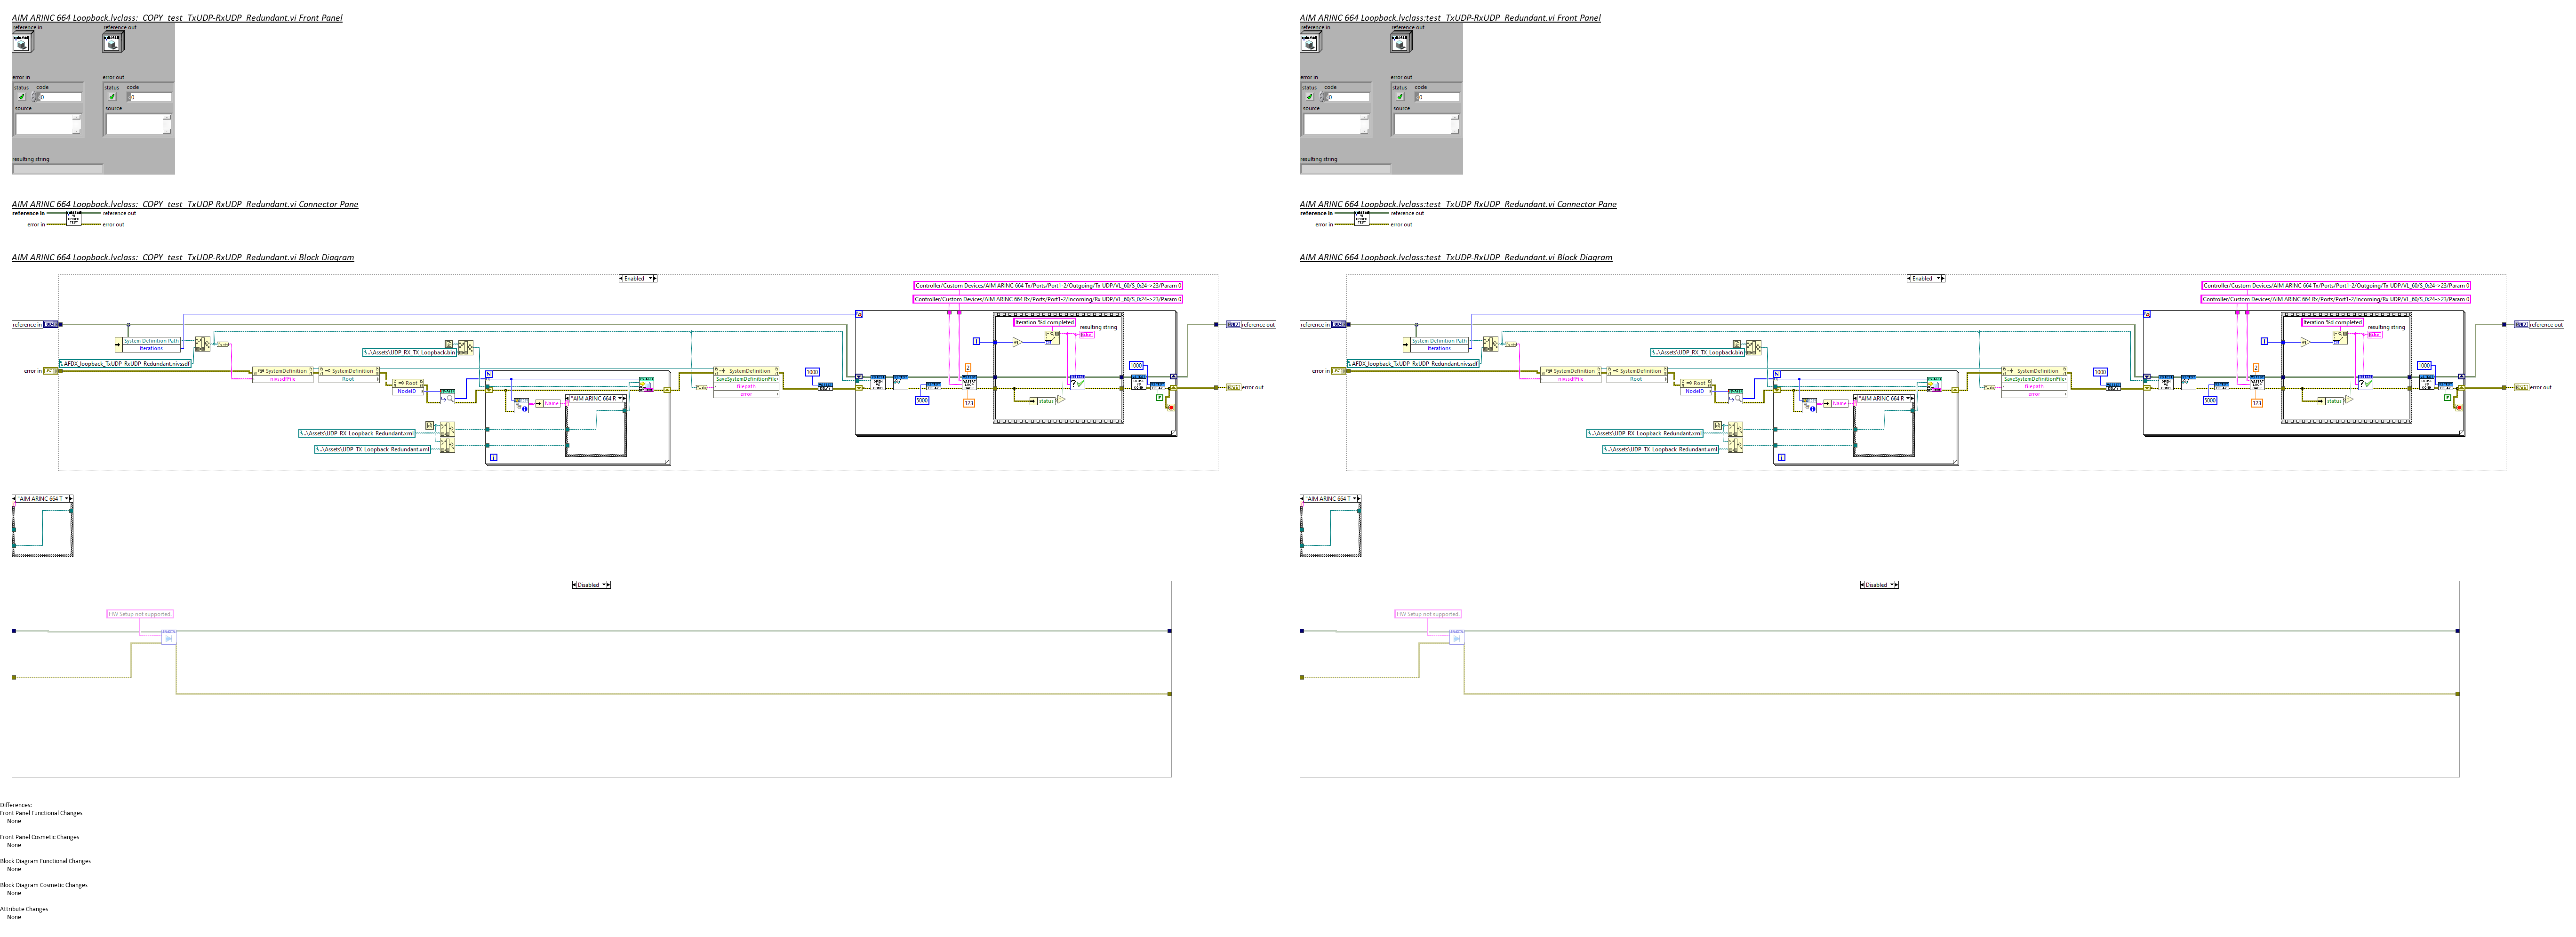 AIM ARINC 664 Loopback.lvclass:_COPY_test_TxUDP-RxUDP_Redundant.vi Front Panel
reference in
reference out
error in
error out
status
code
status
code
0
0
source
source
resulting string
AIM ARINC 664 Loopback.lvclass:_COPY_test_TxUDP-RxUDP_Redundant.vi Connector Pane
reference in
reference out
error in
error out
AIM ARINC 664 Loopback.lvclass:_COPY_test_TxUDP-RxUDP_Redundant.vi Block Diagram
Enabled
Controller/Custom Devices/AIM ARINC 664 Tx/Ports/Port1-2/Outgoing/Tx UDP/VL_60/S_0:24->23/Param 0
Controller/Custom Devices/AIM ARINC 664 Rx/Ports/Port1-2/Incoming/Rx UDP/VL_60/S_0:24->23/Param 0
reference in
Iteration %d completed
resulting string
reference out
System Definition Path
iterations
..\Assets\UDP_RX_TX_Loopback.bin
AFDX_loopback_TxUDP-RxUDP-Redundant.nivssdf
error in
SystemDefinition
nivssdfFile
SystemDefinition
Root
Root
NodeID
Name
"AIM ARINC 664 R
SystemDefinition
SaveSystemDefinitionFile
filepath
error
1000
5000
2
123
status
1000
error out
..\Assets\UDP_RX_Loopback_Redundant.xml
..\Assets\UDP_TX_Loopback_Redundant.xml
"AIM ARINC 664 T
Disabled
HW Setup not supported.
AIM ARINC 664 Loopback.lvclass:test_TxUDP-RxUDP_Redundant.vi Front Panel
reference in
reference out
error in
error out
status
code
status
code
0
0
source
source
resulting string
AIM ARINC 664 Loopback.lvclass:test_TxUDP-RxUDP_Redundant.vi Connector Pane
reference in
reference out
error in
error out
AIM ARINC 664 Loopback.lvclass:test_TxUDP-RxUDP_Redundant.vi Block Diagram
Enabled
Controller/Custom Devices/AIM ARINC 664 Tx/Ports/Port1-2/Outgoing/Tx UDP/VL_60/S_0:24->23/Param 0
Controller/Custom Devices/AIM ARINC 664 Rx/Ports/Port1-2/Incoming/Rx UDP/VL_60/S_0:24->23/Param 0
reference in
Iteration %d completed
resulting string
reference out
System Definition Path
iterations
..\Assets\UDP_RX_TX_Loopback.bin
AFDX_loopback_TxUDP-RxUDP-Redundant.nivssdf
error in
SystemDefinition
nivssdfFile
SystemDefinition
Root
Root
NodeID
Name
"AIM ARINC 664 R
SystemDefinition
SaveSystemDefinitionFile
filepath
error
1000
5000
2
123
status
1000
error out
..\Assets\UDP_RX_Loopback_Redundant.xml
..\Assets\UDP_TX_Loopback_Redundant.xml
"AIM ARINC 664 T
Disabled
HW Setup not supported.
Differences:
Front Panel Functional Changes
None
Front Panel Cosmetic Changes
None
Block Diagram Functional Changes
None
Block Diagram Cosmetic Changes
None
Attribute Changes
None